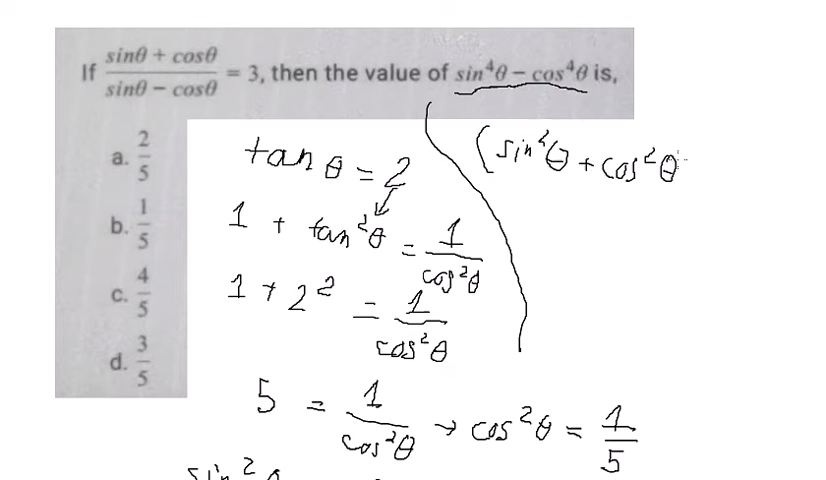 If (sinθ + cosθ)/(sinθ − cosθ) = 3, then the value of sin⁴θ − cos⁴θ is,
a. 2/5
b. 1/5
c. 4/5
d. 3/5
tan θ = 2
1 + tan²θ = 1/cos²θ
1 + 2² = 1/cos²θ
5 = 1/cos²θ → cos²θ = 1/5
(sin²θ + cos²θ